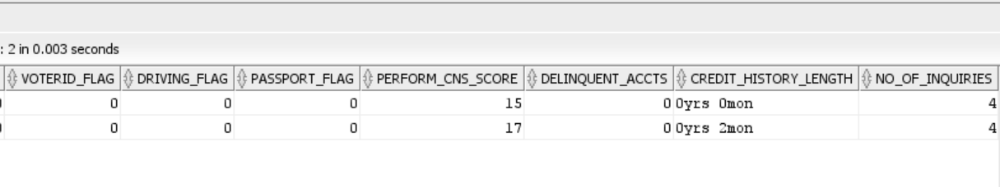 : 2 in 0.003 seconds
VOTERID_FLAG DRIVING_FLAG PASSPORT_FLAG PERFORM_CNS_SCORE DELINQUENT_ACCTS CREDIT_HISTORY_LENGTH NO_OF_INQUIRIES
0 0 0 15 0 0yrs 0mon 4
0 0 0 17 0 0yrs 2mon 4